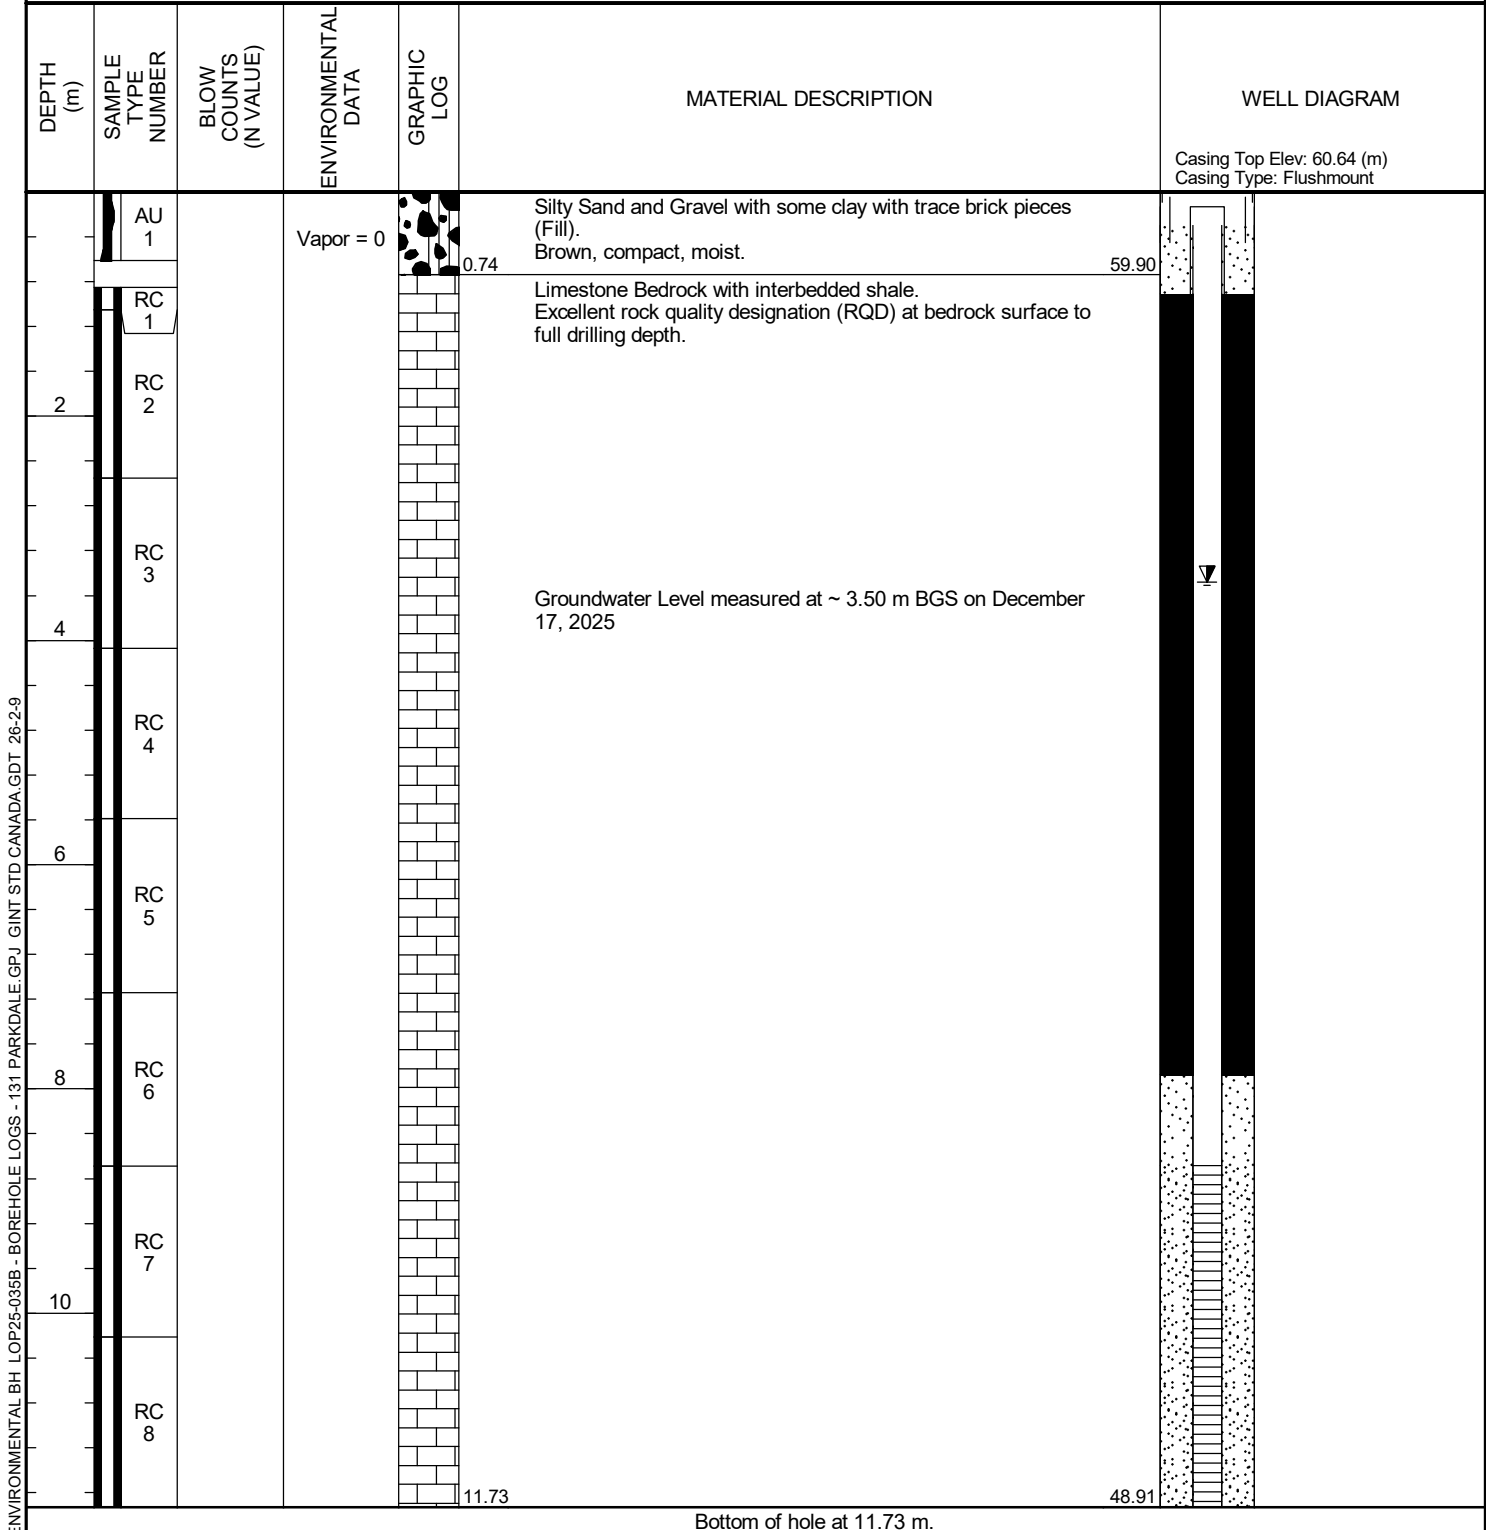 DEPTH
(m)
SAMPLE
TYPE
NUMBER
BLOW
COUNTS
(N VALUE)
ENVIRONMENTAL
DATA
GRAPHIC
LOG
MATERIAL DESCRIPTION
WELL DIAGRAM
Casing Top Elev: 60.64 (m)
Casing Type: Flushmount
AU
1
Vapor = 0
Silty Sand and Gravel with some clay with trace brick pieces
(Fill).
Brown, compact, moist.
0.74
59.90
RC
1
Limestone Bedrock with interbedded shale.
Excellent rock quality designation (RQD) at bedrock surface to
full drilling depth.
RC
2
2
RC
3
Groundwater Level measured at ~ 3.50 m BGS on December
17, 2025
4
RC
4
6
RC
5
8
RC
6
RC
7
10
RC
8
11.73
48.91
Bottom of hole at 11.73 m.
ENVIRONMENTAL BH LOP25-035B - BOREHOLE LOGS - 131 PARKDALE.GPJ GINT STD CANADA.GDT 26-2-9